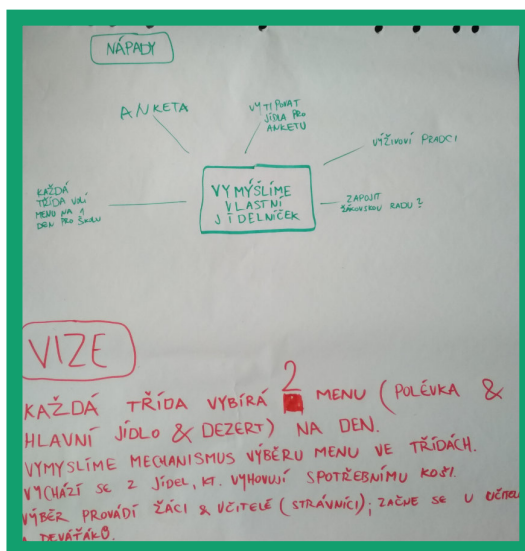 NÁPADY
ANKETA
VYTIPOVAT
JÍDLA PRO
ANKETU
VÝŽIVOVÍ PRADCI
KAŽDÁ
TŘÍDA VOLÍ
MENU NA 1
DEN PRO ŠKOLU
VYMÝŠLÍME
VLASTNÍ
JÍDELNÍČEK
ZAPOJIT
ŽÁKOVSKOU RADU?
VIZE
KAŽDÁ TŘÍDA VYBÍRÁ 2 MENU (POLÉVKA &
HLAVNÍ JÍDLO & DEZERT) NA DEN.
VYMYSLÍME MECHANISMUS VÝBĚRU MENU VE TŘÍDÁCH.
VYCHÁZÍ SE Z JÍDEL, KT. VYHOVUJÍ SPOTŘEBNÍMU KOŠI.
VÝBĚR PROVÁDÍ ŽÁCI & UČITELÉ (STRÁVNÍCI); ZAČNE SE U UČITELŮ
A DEVÁŤÁKŮ.